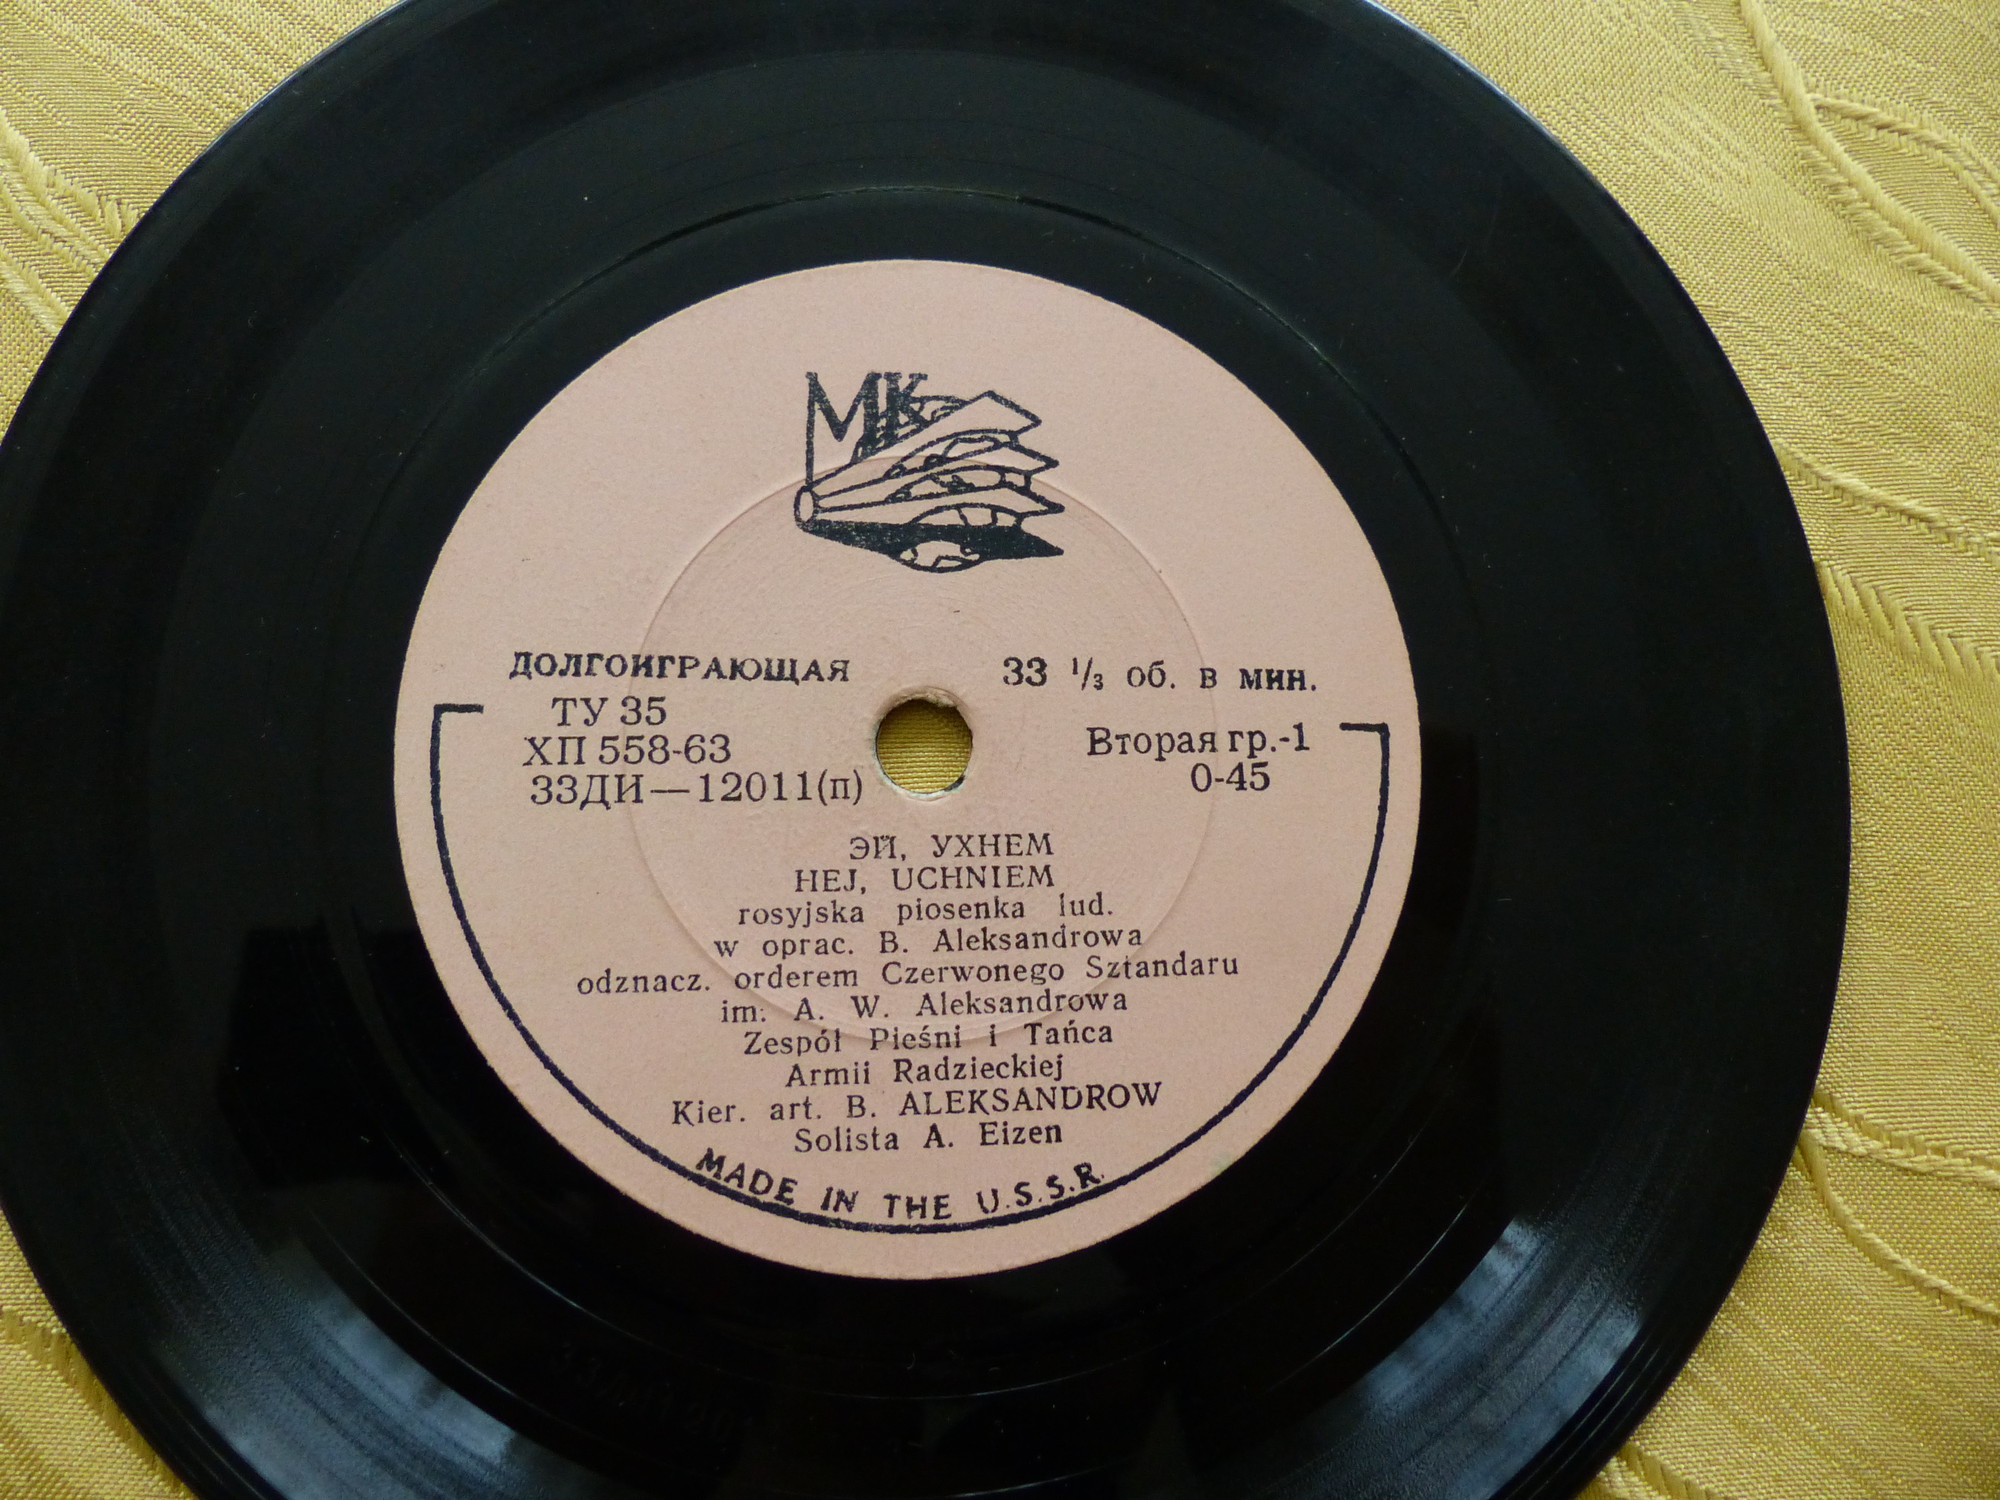 МК
ДОЛГОИГРАЮЩАЯ 33 1/3 об. в мин.
ТУ 35
ХП 558-63 Вторая гр.-1
33ДИ—12011(п) 0-45
ЭЙ, УХНЕМ
HEJ, UCHNIEM
rosyjska piosenka lud.
w oprac. B. Aleksandrowa
odznacz. orderem Czerwonego Sztandaru
im. A. W. Aleksandrowa
Zespół Pieśni i Tańca
Armii Radzieckiej
Kier. art. B. ALEKSANDROW
Solista A. Eizen
MADE IN THE U.S.S.R.